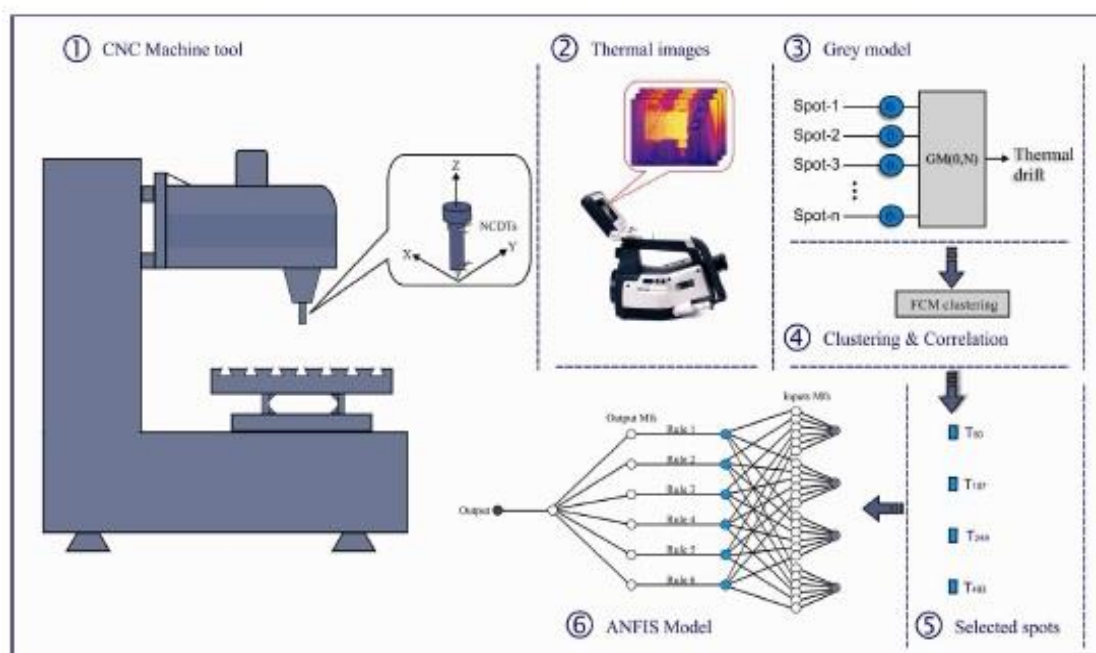 ① CNC Machine tool
Z
NCDTs
X
Y
② Thermal images
③ Grey model
Spot-1
Spot-2
Spot-3
Spot-n
GM(0,N)
Thermal
drift
FCM clustering
④ Clustering & Correlation
Inputs Mfs
Output Mfs
Rule 1
Rule 2
Rule 3
Rule 4
Rule 5
Rule 6
Output
⑥ ANFIS Model
⑤ Selected spots